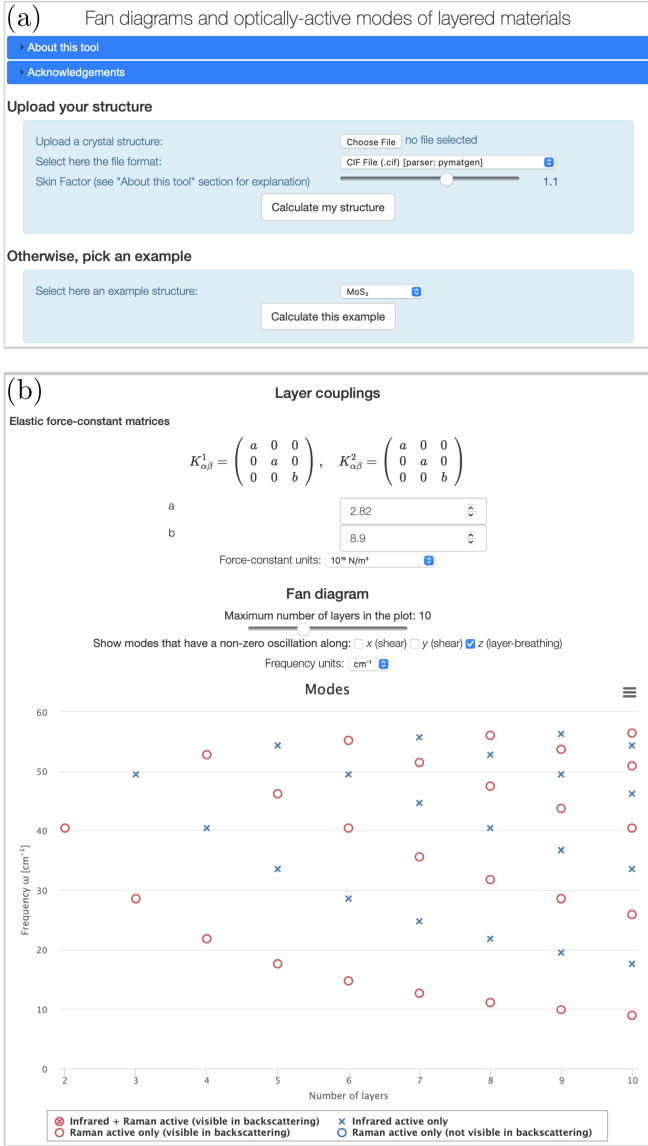 (a) Fan diagrams and optically-active modes of layered materials
About this tool
Acknowledgements
Upload your structure
Upload a crystal structure: Choose File no file selected
Select here the file format: CIF File (.cif) [parser: pymatgen]
Skin Factor (see "About this tool" section for explanation) 1.1
Calculate my structure
Otherwise, pick an example
Select here an example structure: MoS₂
Calculate this example
(b) Layer couplings
Elastic force-constant matrices
K¹αβ = ( a 0 0 ) , K²αβ = ( a 0 0 )
0 a 0 0 a 0
0 0 b 0 0 b
a 2.82
b 8.9
Force-constant units: 10¹⁹ N/m³
Fan diagram
Maximum number of layers in the plot: 10
Show modes that have a non-zero oscillation along: x (shear) y (shear) z (layer-breathing)
Frequency units: cm⁻¹
Modes
60
50
40
30
20
10
0
Frequency ω [cm⁻¹]
2 3 4 5 6 7 8 9 10
Number of layers
Infrared + Raman active (visible in backscattering) Infrared active only
Raman active only (visible in backscattering) Raman active only (not visible in backscattering)